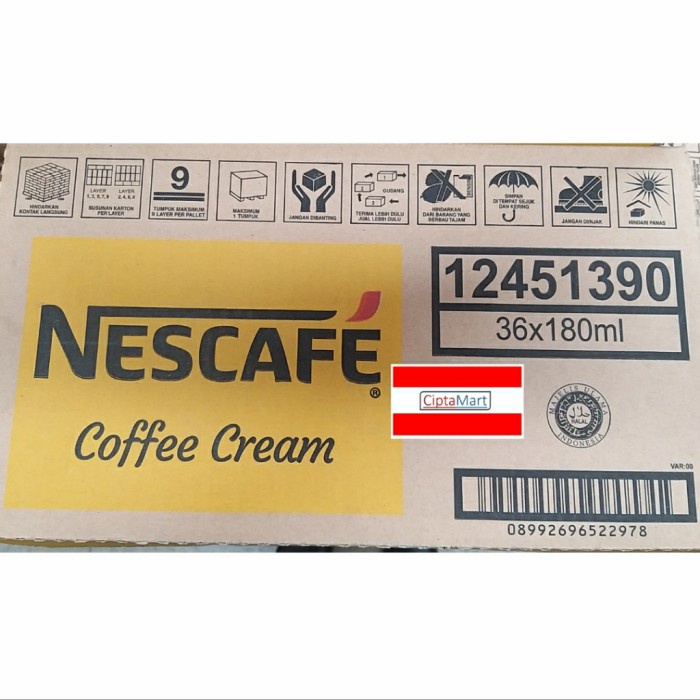 HINDARKAN
KONTAK LANGSUNG
LAYER LAYER
1, 3, 5, 7, 9 2, 4, 6, 8
SUSUNAN KARTON
PER LAYER
9
TUMPUK MAKSIMUM
9 LAYER PER PALLET
MAKSIMUM
1 TUMPUK
JANGAN DIBANTING
GUDANG
TERIMA LEBIH DULU
JUAL LEBIH DULU
HINDARKAN
DARI BARANG YANG
BERBAU TAJAM
SIMPAN
DI TEMPAT SEJUK
DAN KERING
JANGAN DIINJAK
HINDARI PANAS
NESCAFÉ
®
Coffee Cream
12451390
36x180ml
CiptaMart
MAJELIS ULAMA
حلال
HALAL
INDONESIA
VAR:00
08992696522978